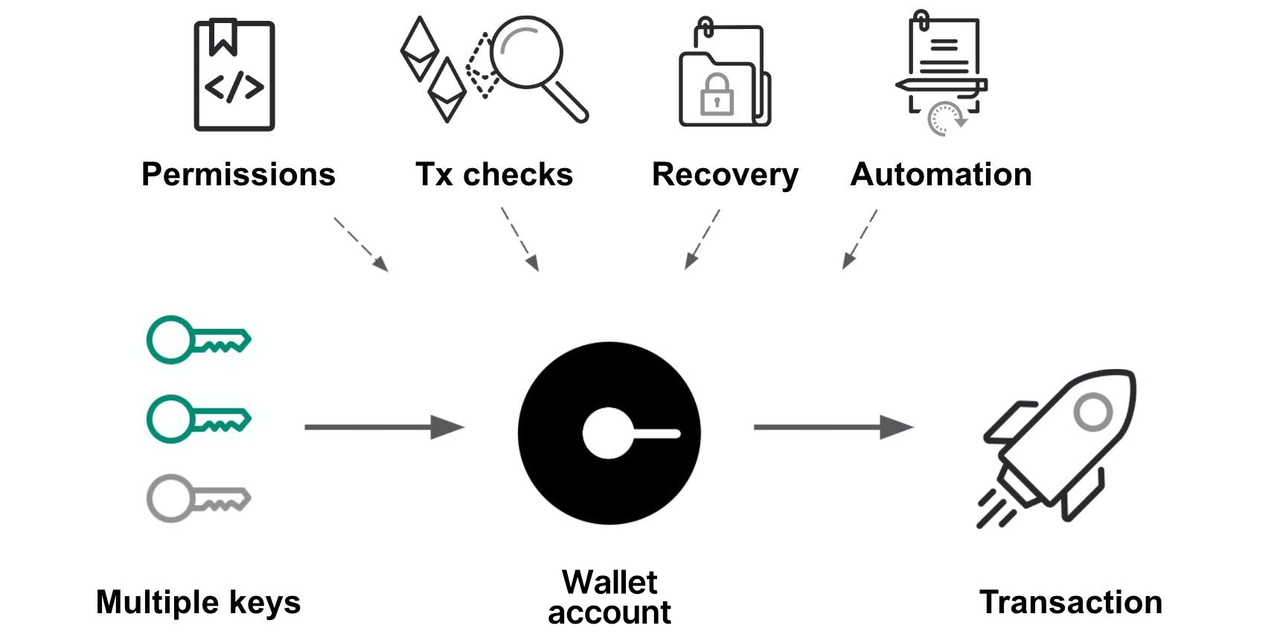 Permissions
Tx checks
Recovery
Automation
Multiple keys
Wallet
account
Transaction